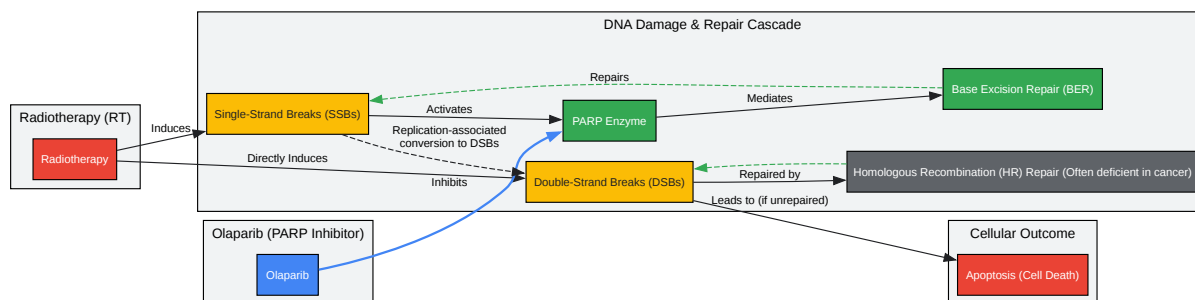 DNA Damage & Repair Cascade
Repairs
Base Excision Repair (BER)
Single-Strand Breaks (SSBs)
Activates
Mediates
Radiotherapy (RT)
PARP Enzyme
Induces
Replication-associated
conversion to DSBs
Radiotherapy
Directly Induces
Inhibits
Double-Strand Breaks (DSBs)
Repaired by
Homologous Recombination (HR) Repair (Often deficient in cancer)
Leads to (if unrepaired)
Olaparib (PARP Inhibitor)
Cellular Outcome
Olaparib
Apoptosis (Cell Death)